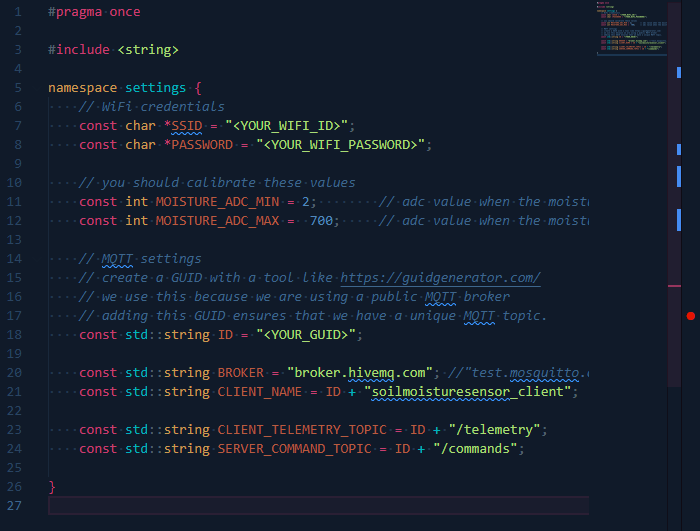 1 #pragma once
2
3 #include <string>
4
5 namespace settings {
6 // WiFi credentials
7 const char *SSID = "<YOUR_WIFI_ID>";
8 const char *PASSWORD = "<YOUR_WIFI_PASSWORD>";
9
10 // you should calibrate these values
11 const int MOISTURE_ADC_MIN = 2; // adc value when the moist
12 const int MOISTURE_ADC_MAX = 700; // adc value when the moist
13
14 // MQTT settings
15 // create a GUID with a tool like https://guidgenerator.com/
16 // we use this because we are using a public MQTT broker
17 // adding this GUID ensures that we have a unique MQTT topic.
18 const std::string ID = "<YOUR_GUID>";
19
20 const std::string BROKER = "broker.hivemq.com"; //"test.mosquitto.
21 const std::string CLIENT_NAME = ID + "soilmoisturesensor_client";
22
23 const std::string CLIENT_TELEMETRY_TOPIC = ID + "/telemetry";
24 const std::string SERVER_COMMAND_TOPIC = ID + "/commands";
25
26 }
27